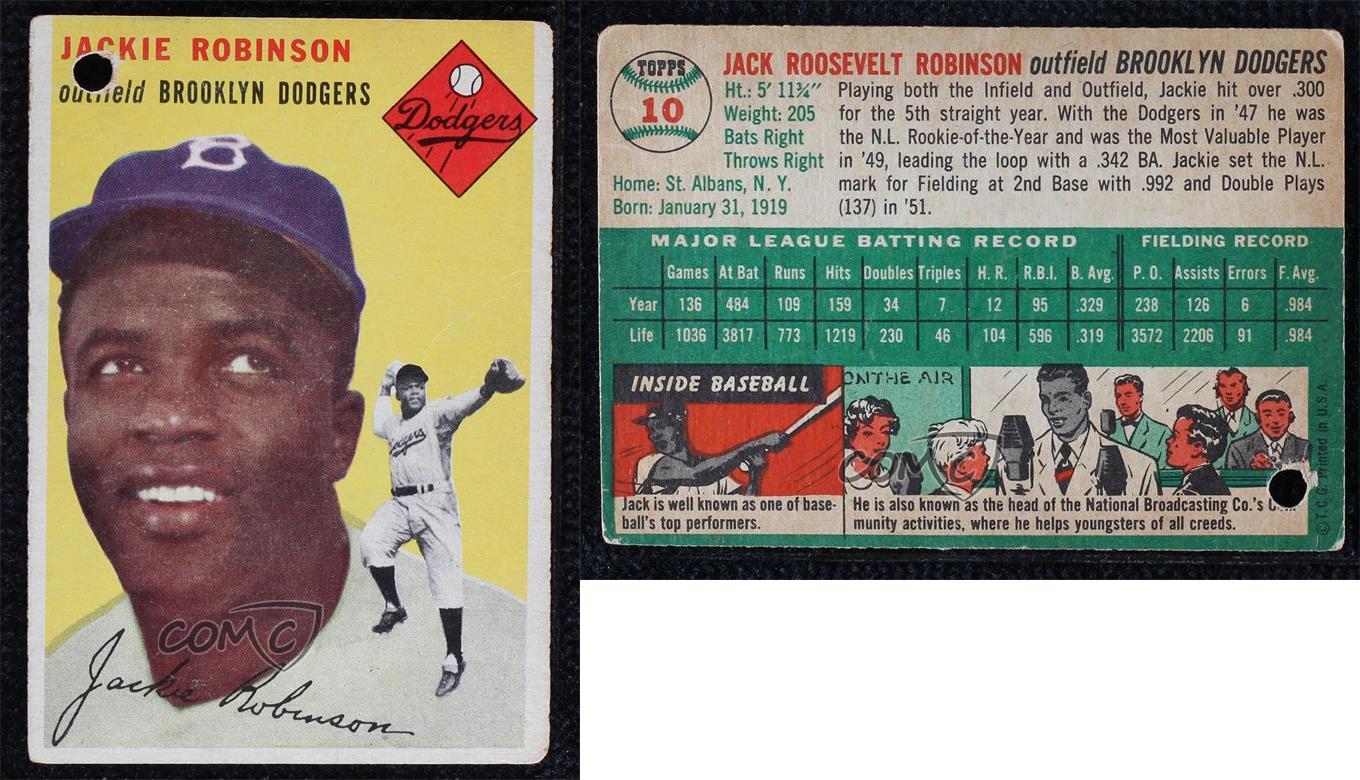 JACKIE ROBINSON
outfield BROOKLYN DODGERS
B
Dodgers
Dodgers
COMC
Jackie Robinson
TOPPS
10
JACK ROOSEVELT ROBINSON outfield BROOKLYN DODGERS
Ht.: 5' 11¾"
Weight: 205
Bats Right
Throws Right
Home: St. Albans, N. Y.
Born: January 31, 1919
Playing both the Infield and Outfield, Jackie hit over .300
for the 5th straight year. With the Dodgers in '47 he was
the N.L. Rookie-of-the-Year and was the Most Valuable Player
in '49, leading the loop with a .342 BA. Jackie set the N.L.
mark for Fielding at 2nd Base with .992 and Double Plays
(137) in '51.
MAJOR LEAGUE BATTING RECORD FIELDING RECORD
Games At Bat Runs Hits Doubles Triples H. R. R.B.I. B. Avg. P. O. Assists Errors F. Avg.
Year 136 484 109 159 34 7 12 95 .329 238 126 6 .984
Life 1036 3817 773 1219 230 46 104 596 .319 3572 2206 91 .984
INSIDE BASEBALL
ON THE AIR
COMC
Jack is well known as one of base-
ball's top performers.
He is also known as the head of the National Broadcasting Co.'s
munity activities, where he helps youngsters of all creeds.
© T.C.G. Printed in U.S.A.